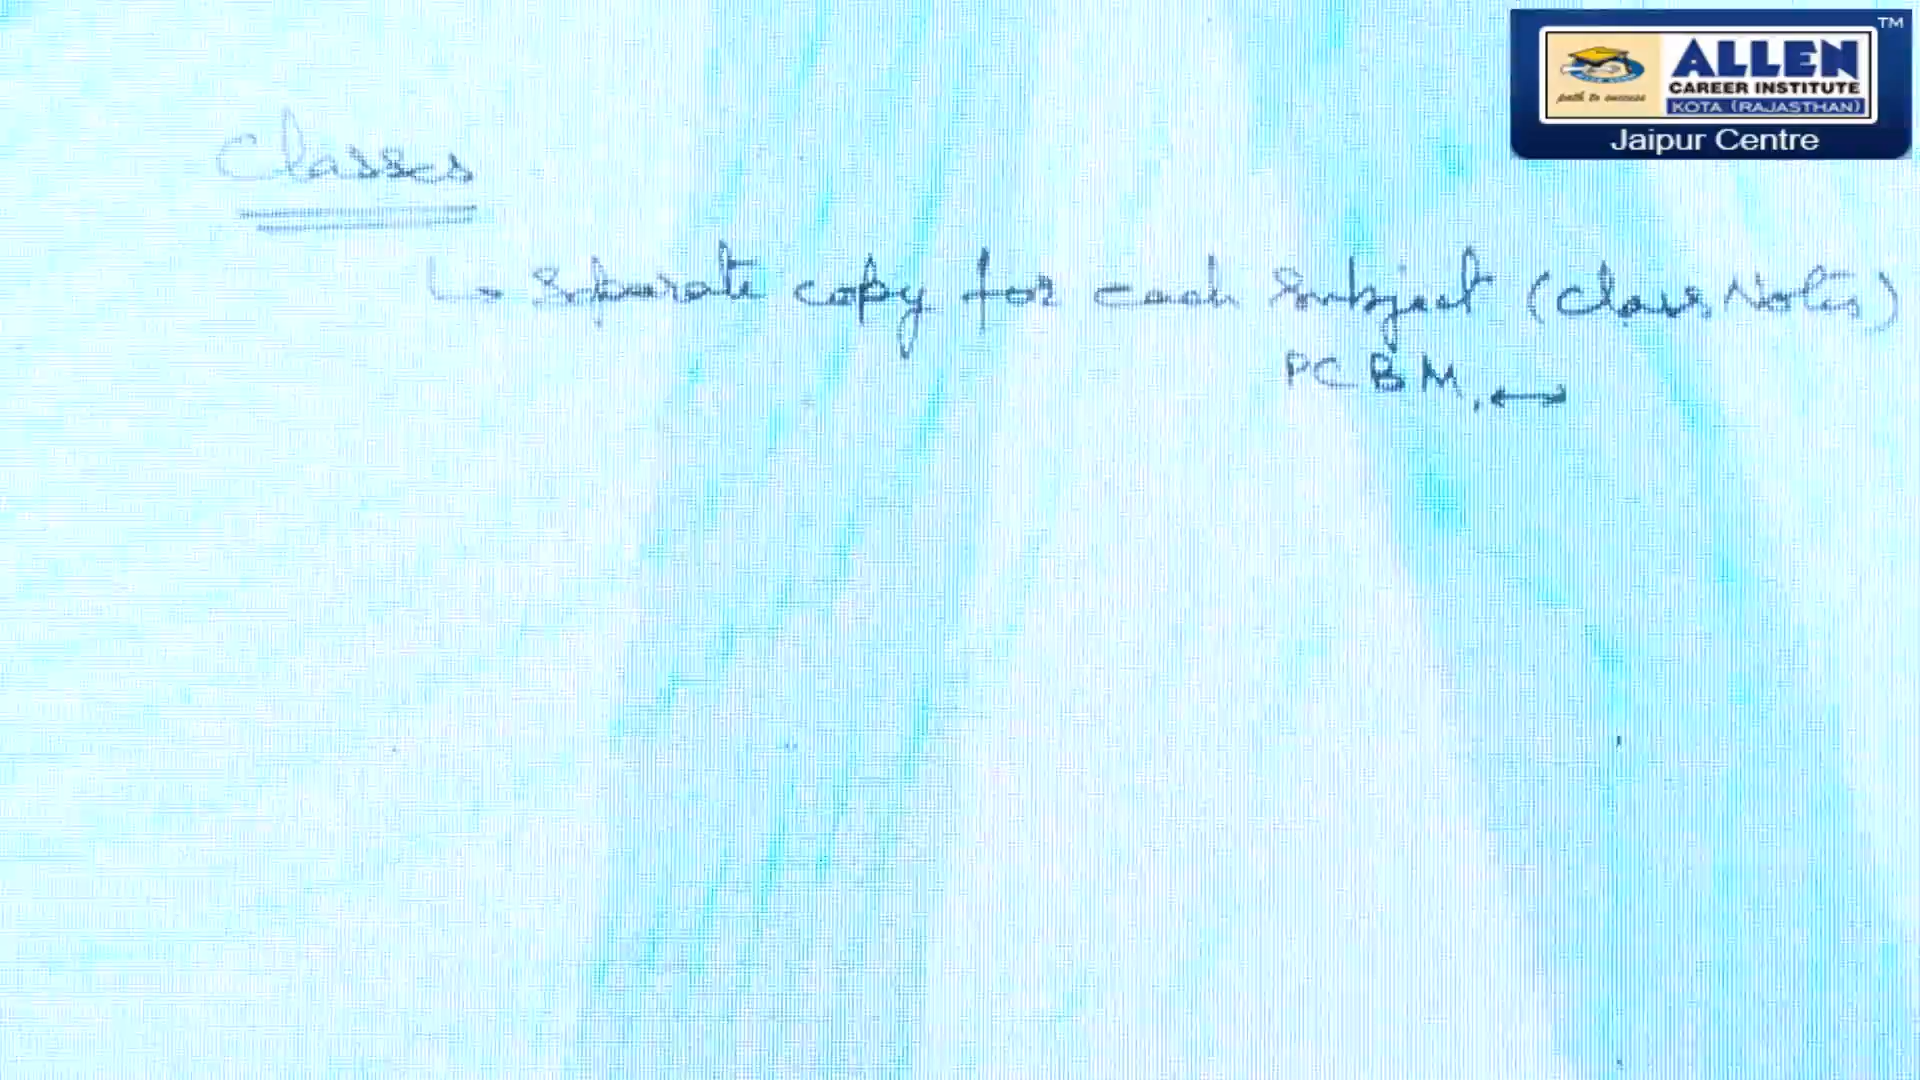 TM
ALLEN
CAREER INSTITUTE
path to success
KOTA (RAJASTHAN)
Jaipur Centre
Classes
↳ Separate copy for each Subject (Class Notes)
PCBM, ↔